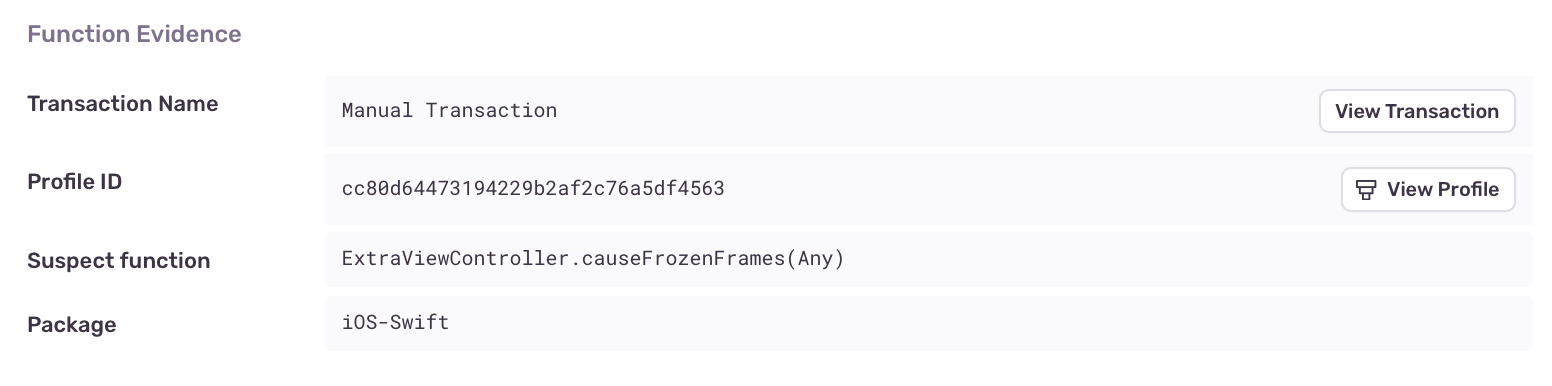 Function Evidence
Transaction Name
Manual Transaction
View Transaction
Profile ID
cc80d64473194229b2af2c76a5df4563
View Profile
Suspect function
ExtraViewController.causeFrozenFrames(Any)
Package
iOS-Swift